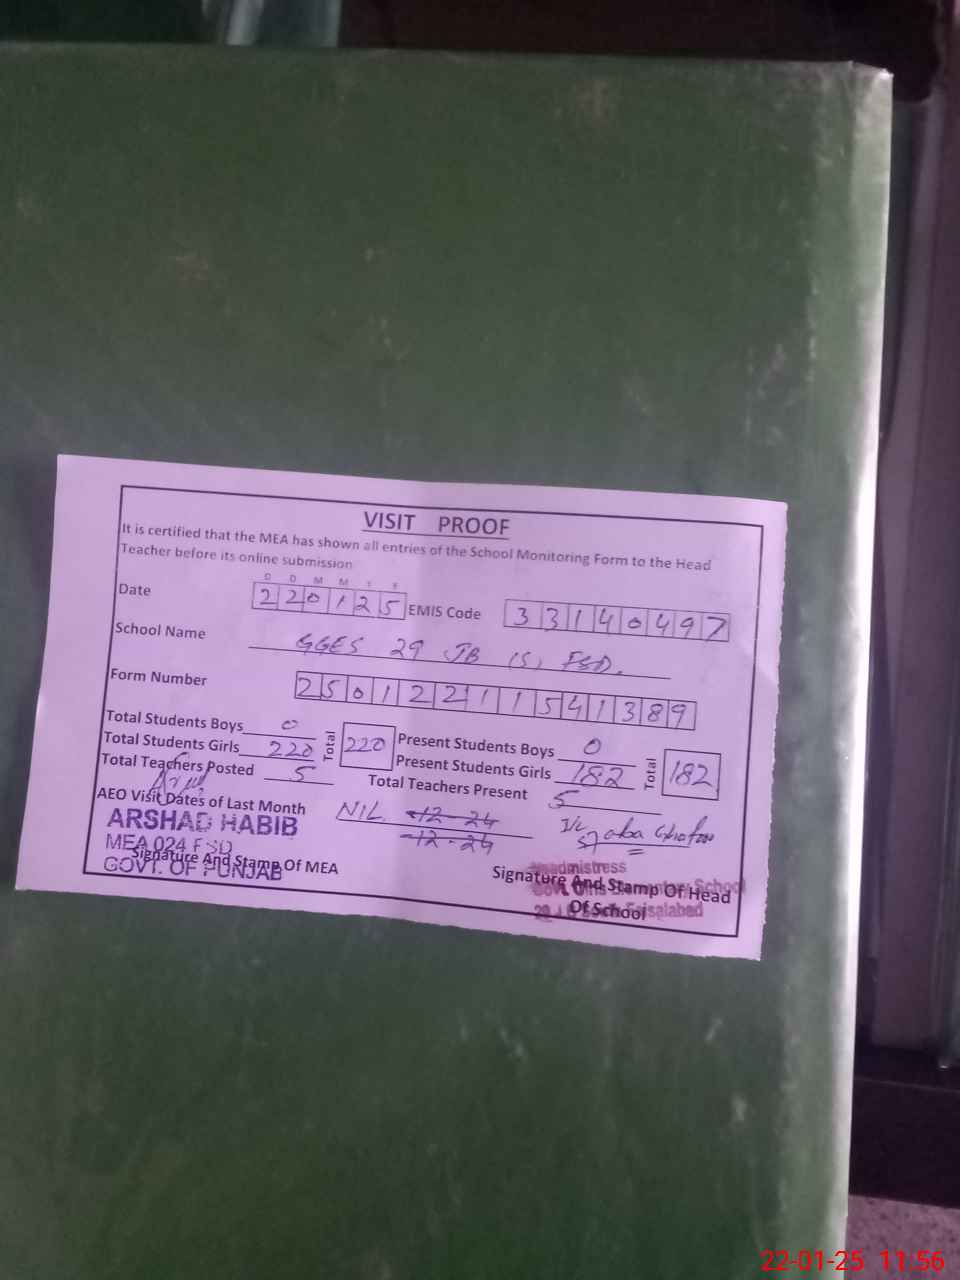 VISIT PROOF
It is certified that the MEA has shown all entries of the School Monitoring Form to the Head
Teacher before its online submission
D D M M Y Y
Date 2 2 0 1 2 5 EMIS Code 3 3 1 4 0 4 9 7
School Name GGES 29 JB FSD.
Form Number 2 5 0 1 2 2 1 1 5 4 1 3 8 9
Total Students Boys 0 Total 220 Present Students Boys 0 Total 182
Total Students Girls 220 Present Students Girls 182
Total Teachers Posted 5 Total Teachers Present 5
AEO Visit Dates of Last Month NIL -12-24
-12-24
ARSHAD HABIB
MEA 024 FSD
GOVT. OF PUNJAB
Signature And Stamp Of MEA
Headmistress
Govt. Girls Elementary School
Faisalabad
Signature And Stamp Of Head
Of School
22-01-25 11:56